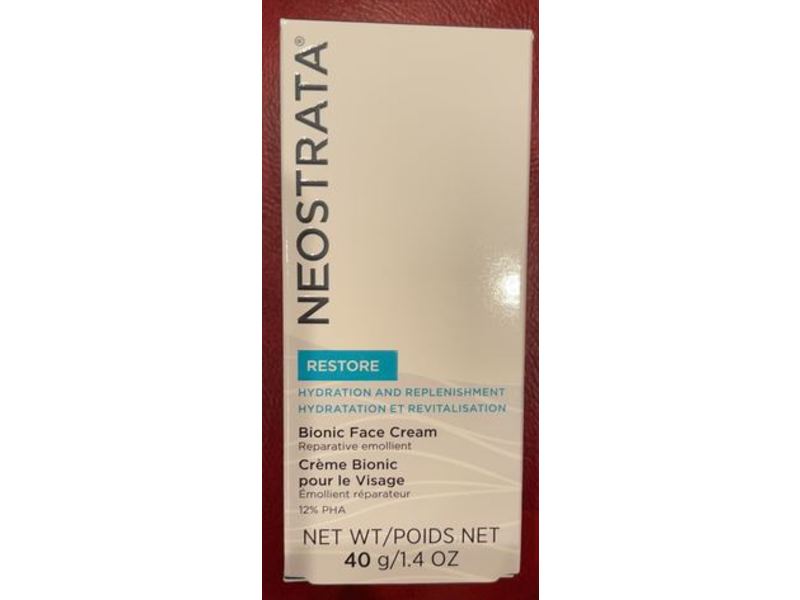 NEOSTRATA®
RESTORE
HYDRATION AND REPLENISHMENT
HYDRATATION ET REVITALISATION
Bionic Face Cream
Reparative emollient
Crème Bionic
pour le Visage
Émollient réparateur
12% PHA
NET WT/POIDS NET
40 g/1.4 OZ